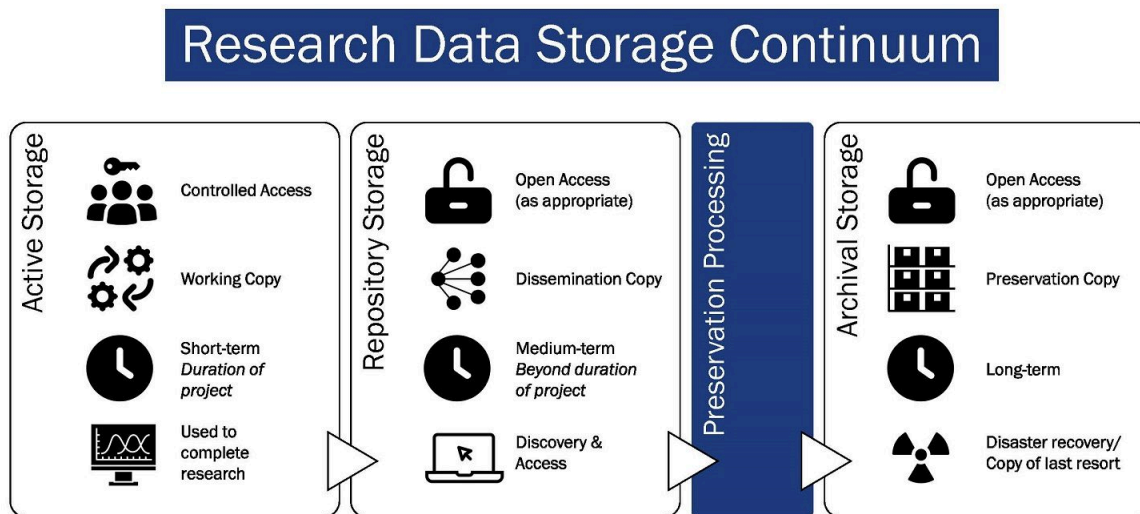 Research Data Storage Continuum
Active Storage
Controlled Access
Working Copy
Short-term
Duration of
project
Used to
complete
research
Repository Storage
Open Access
(as appropriate)
Dissemination Copy
Medium-term
Beyond duration
of project
Discovery &
Access
Preservation Processing
Archival Storage
Open Access
(as appropriate)
Preservation Copy
Long-term
Disaster recovery/
Copy of last resort